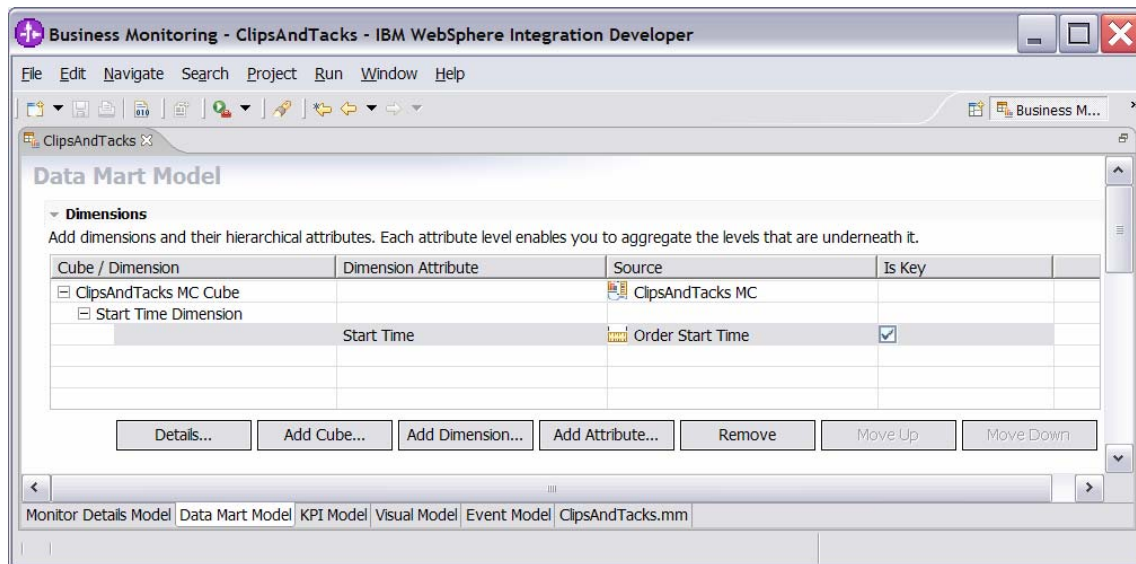 Business Monitoring - ClipsAndTacks - IBM WebSphere Integration Developer
File Edit Navigate Search Project Run Window Help
Business M...
ClipsAndTacks
Data Mart Model
Dimensions
Add dimensions and their hierarchical attributes. Each attribute level enables you to aggregate the levels that are underneath it.
Cube / Dimension Dimension Attribute Source Is Key
ClipsAndTacks MC Cube ClipsAndTacks MC
Start Time Dimension
Start Time Order Start Time
Details... Add Cube... Add Dimension... Add Attribute... Remove Move Up Move Down
Monitor Details Model Data Mart Model KPI Model Visual Model Event Model ClipsAndTacks.mm